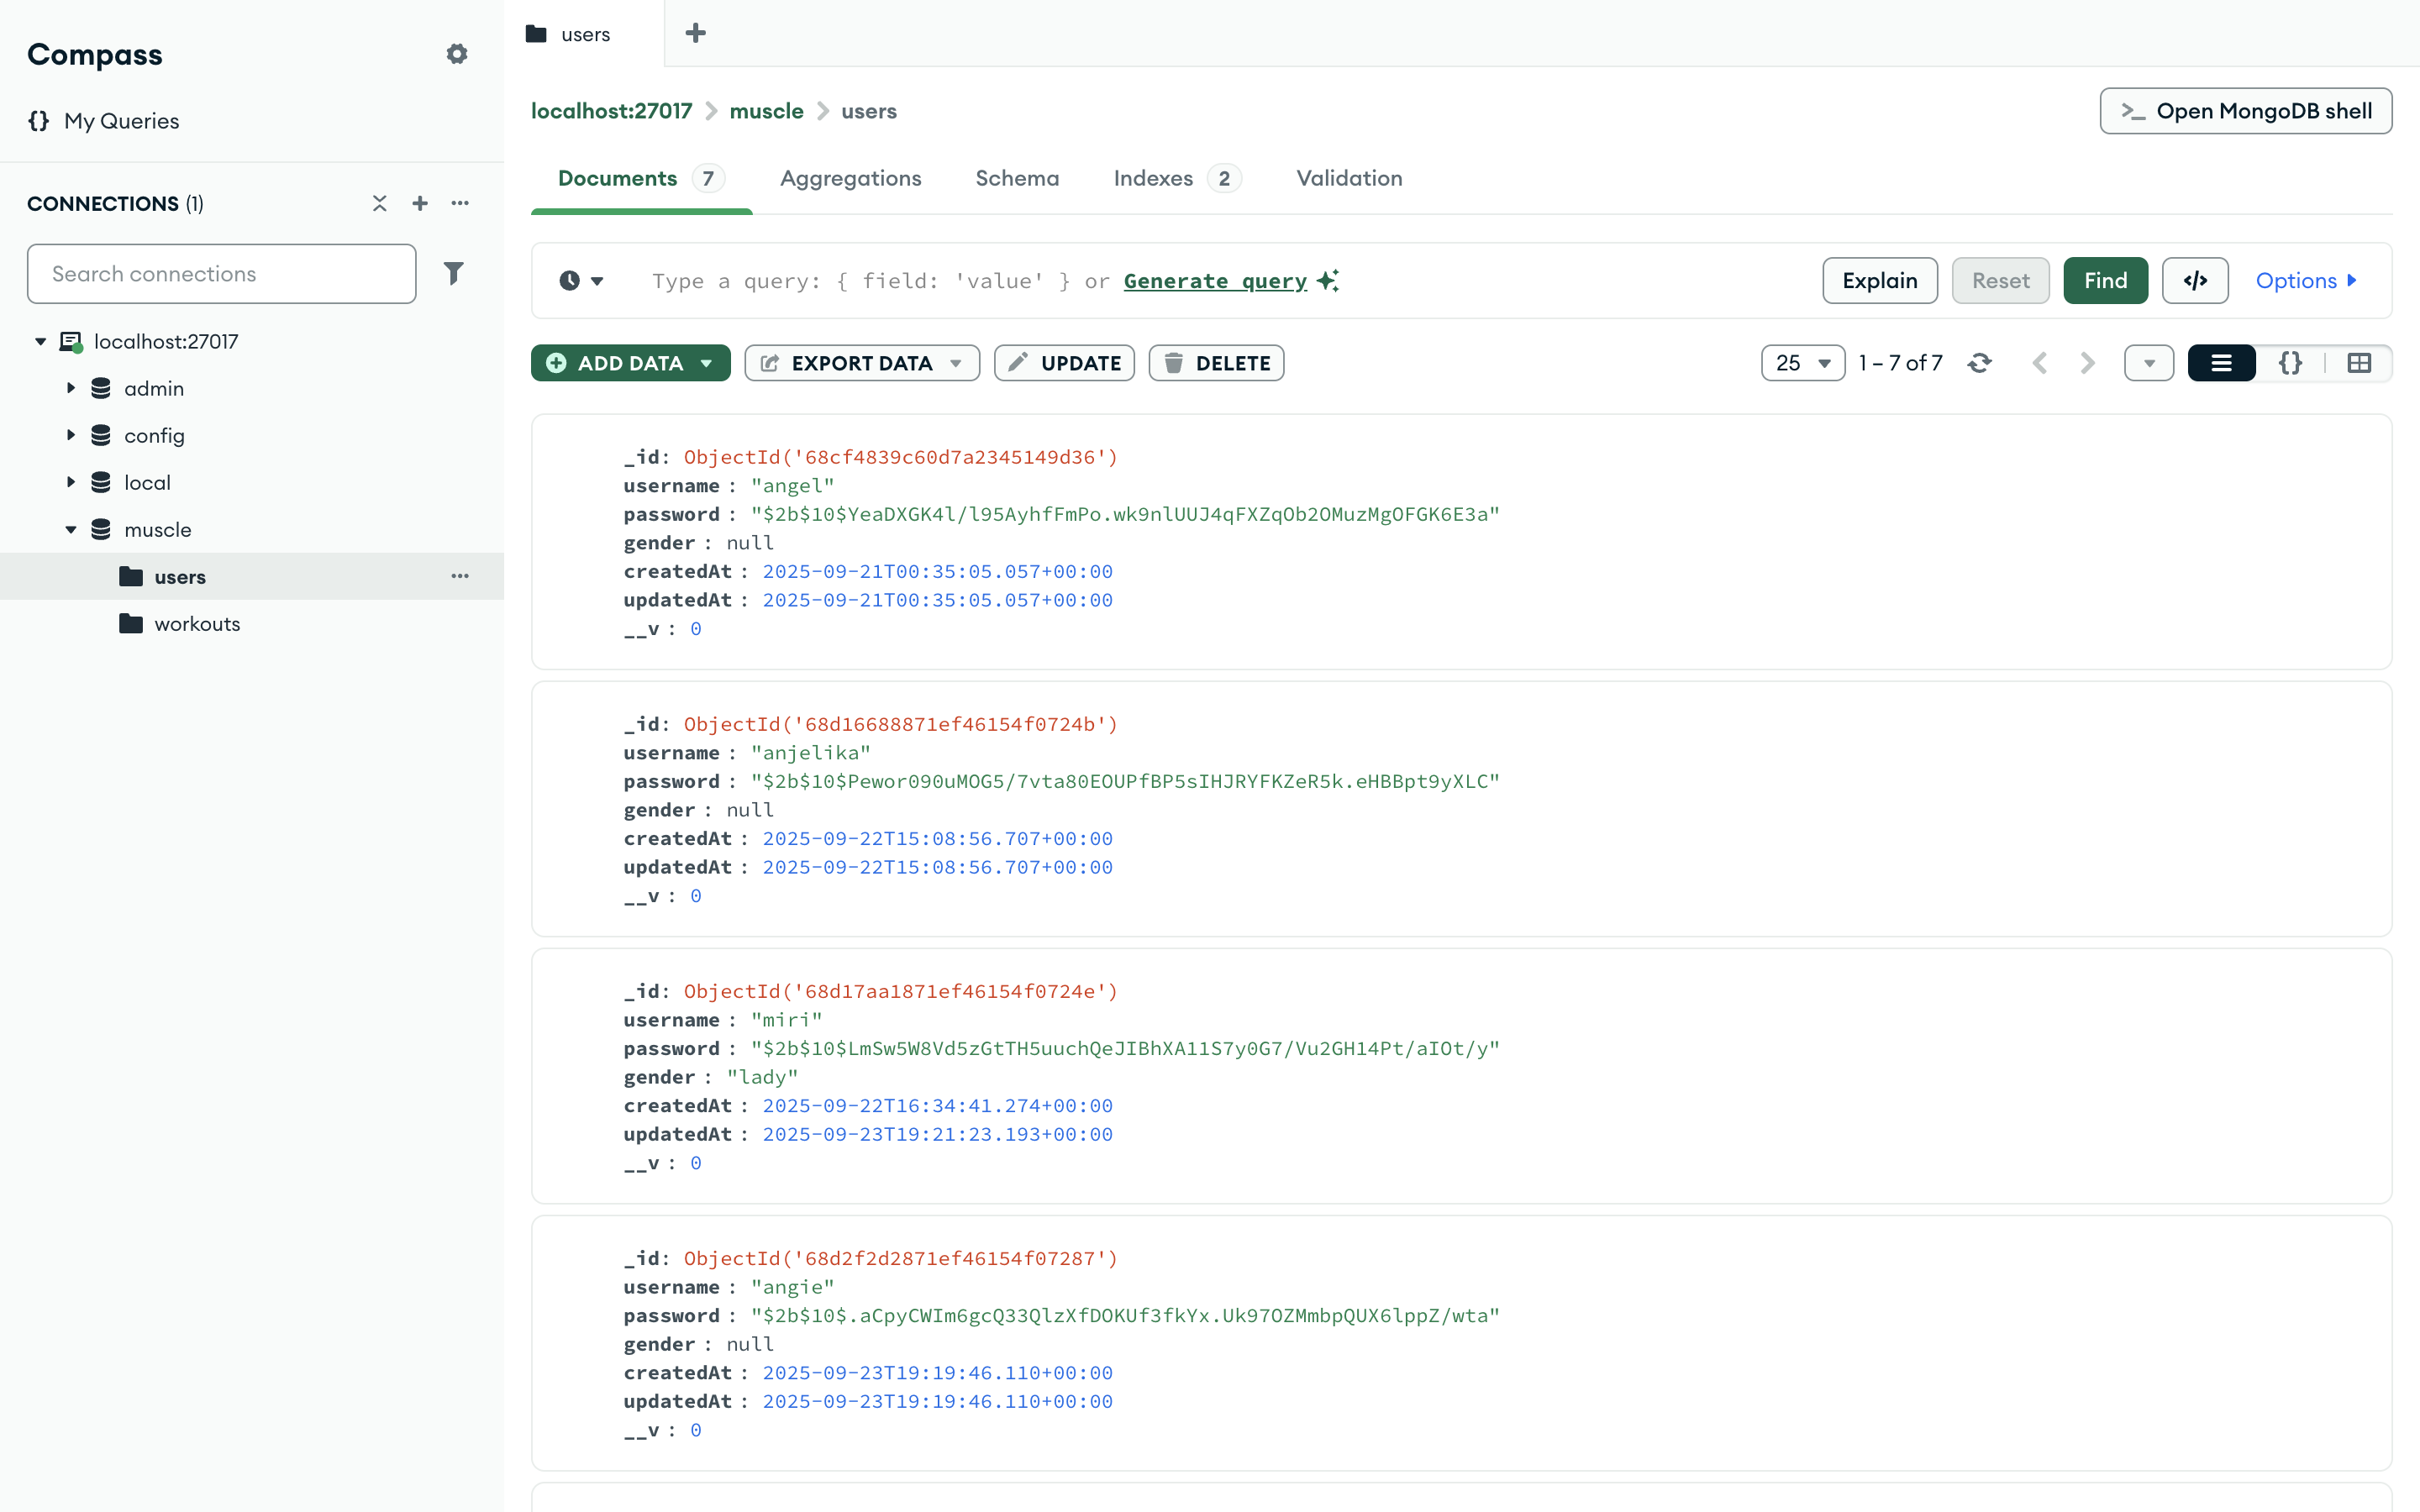 Compass
My Queries
CONNECTIONS (1)
Search connections
localhost:27017
admin
config
local
muscle
users
workouts
users
localhost:27017 > muscle > users
Open MongoDB shell
Documents 7 Aggregations Schema Indexes 2 Validation
Type a query: { field: 'value' } or Generate query
Explain Reset Find </> Options
ADD DATA EXPORT DATA UPDATE DELETE
25 1 – 7 of 7 {}
_id: ObjectId('68cf4839c60d7a2345149d36')
username : "angel"
password : "$2b$10$YeaDXGK4l/l95AyhfFmPo.wk9nlUUJ4qFXZqOb2OMuzMgOFGK6E3a"
gender : null
createdAt : 2025-09-21T00:35:05.057+00:00
updatedAt : 2025-09-21T00:35:05.057+00:00
__v : 0
_id: ObjectId('68d16688871ef46154f0724b')
username : "anjelika"
password : "$2b$10$Pewor090uMOG5/7vta80EOUPfBP5sIHJRYFKZeR5k.eHBBpt9yXLC"
gender : null
createdAt : 2025-09-22T15:08:56.707+00:00
updatedAt : 2025-09-22T15:08:56.707+00:00
__v : 0
_id: ObjectId('68d17aa1871ef46154f0724e')
username : "miri"
password : "$2b$10$LmSw5W8Vd5zGtTH5uuchQeJIBhXA11S7y0G7/Vu2GH14Pt/aIOt/y"
gender : "lady"
createdAt : 2025-09-22T16:34:41.274+00:00
updatedAt : 2025-09-23T19:21:23.193+00:00
__v : 0
_id: ObjectId('68d2f2d2871ef46154f07287')
username : "angie"
password : "$2b$10$.aCpyCWIm6gcQ33QlzXfDOKUf3fkYx.Uk97OZMmbpQUX6lppZ/wta"
gender : null
createdAt : 2025-09-23T19:19:46.110+00:00
updatedAt : 2025-09-23T19:19:46.110+00:00
__v : 0